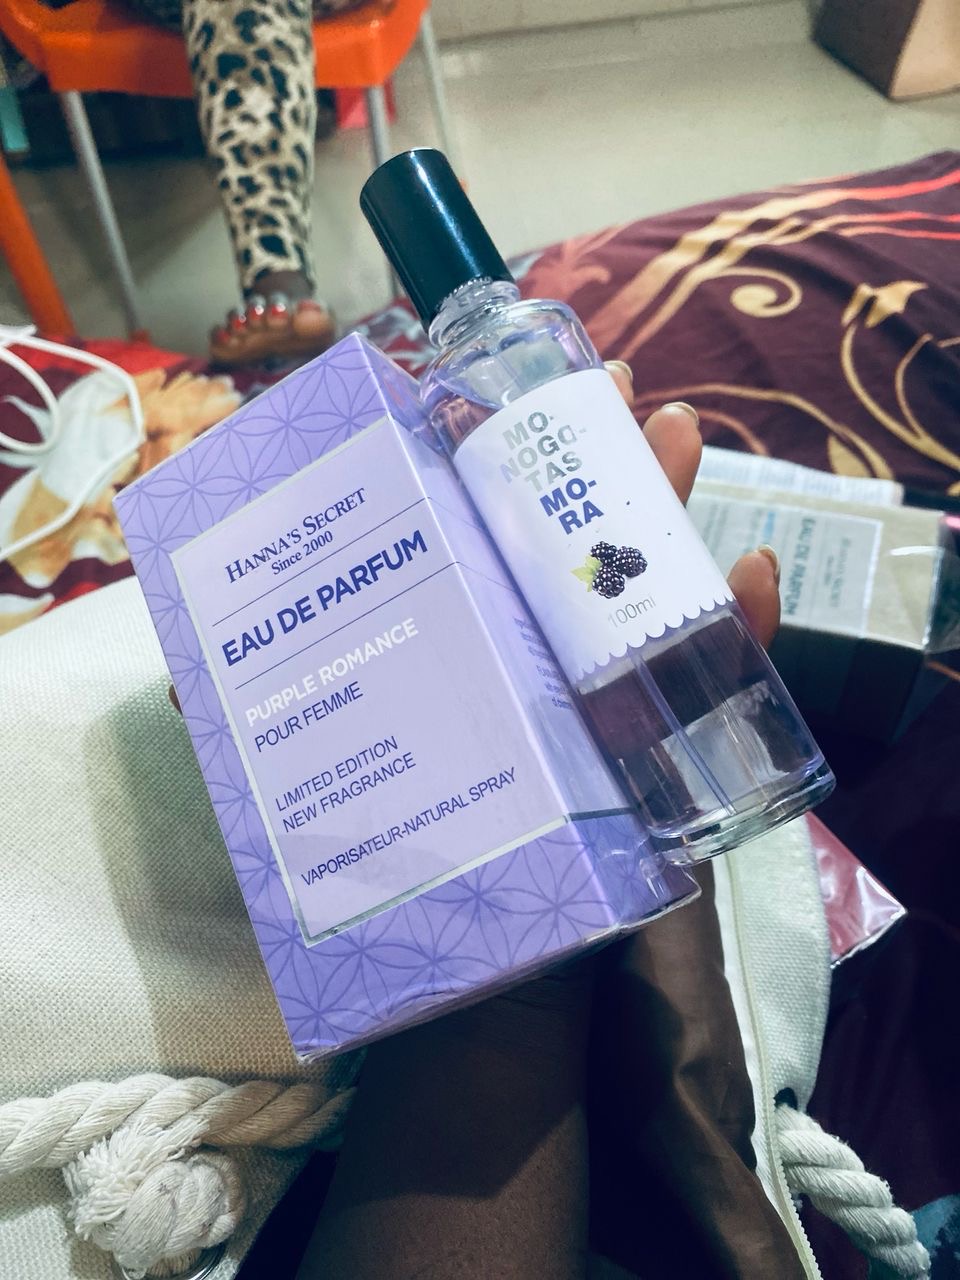 HANNA'S SECRET
Since 2000
EAU DE PARFUM
PURPLE ROMANCE
POUR FEMME
LIMITED EDITION
NEW FRAGRANCE
VAPORISATEUR-NATURAL SPRAY
MO-
NOGO-
TAS
MO-
RA
100ml
EAU DE PARFUM